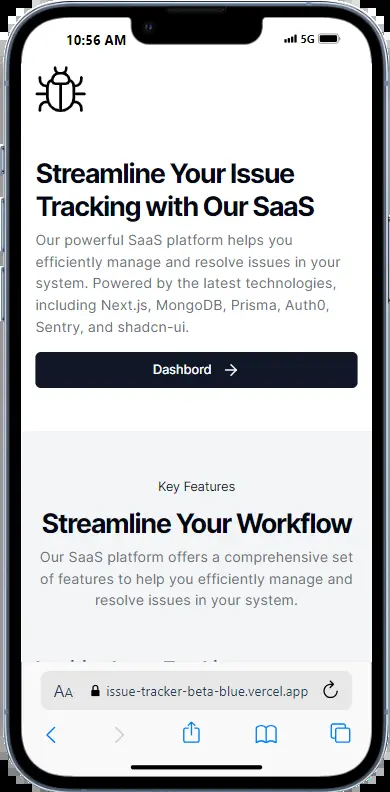 10:56 AM
5G
Streamline Your Issue
Tracking with Our SaaS
Our powerful SaaS platform helps you
efficiently manage and resolve issues in your
system. Powered by the latest technologies,
including Next.js, MongoDB, Prisma, Auth0,
Sentry, and shadcn-ui.
Dashbord
Key Features
Streamline Your Workflow
Our SaaS platform offers a comprehensive set
of features to help you efficiently manage and
resolve issues in your system.
AA
issue-tracker-beta-blue.vercel.app